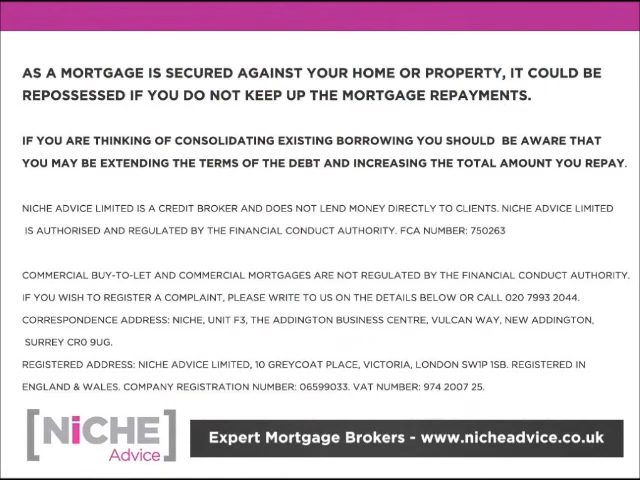 AS A MORTGAGE IS SECURED AGAINST YOUR HOME OR PROPERTY, IT COULD BE
REPOSSESSED IF YOU DO NOT KEEP UP THE MORTGAGE REPAYMENTS.
IF YOU ARE THINKING OF CONSOLIDATING EXISTING BORROWING YOU SHOULD BE AWARE THAT
YOU MAY BE EXTENDING THE TERMS OF THE DEBT AND INCREASING THE TOTAL AMOUNT YOU REPAY.
NICHE ADVICE LIMITED IS A CREDIT BROKER AND DOES NOT LEND MONEY DIRECTLY TO CLIENTS. NICHE ADVICE LIMITED
IS AUTHORISED AND REGULATED BY THE FINANCIAL CONDUCT AUTHORITY. FCA NUMBER: 750263
COMMERCIAL BUY-TO-LET AND COMMERCIAL MORTGAGES ARE NOT REGULATED BY THE FINANCIAL CONDUCT AUTHORITY.
IF YOU WISH TO REGISTER A COMPLAINT, PLEASE WRITE TO US ON THE DETAILS BELOW OR CALL 020 7993 2044.
CORRESPONDENCE ADDRESS: NICHE, UNIT F3, THE ADDINGTON BUSINESS CENTRE, VULCAN WAY, NEW ADDINGTON,
SURREY CR0 9UG.
REGISTERED ADDRESS: NICHE ADVICE LIMITED, 10 GREYCOAT PLACE, VICTORIA, LONDON SW1P 1SB. REGISTERED IN
ENGLAND & WALES. COMPANY REGISTRATION NUMBER: 06599033. VAT NUMBER: 974 2007 25.
[NiCHE]
Advice
Expert Mortgage Brokers - www.nicheadvice.co.uk